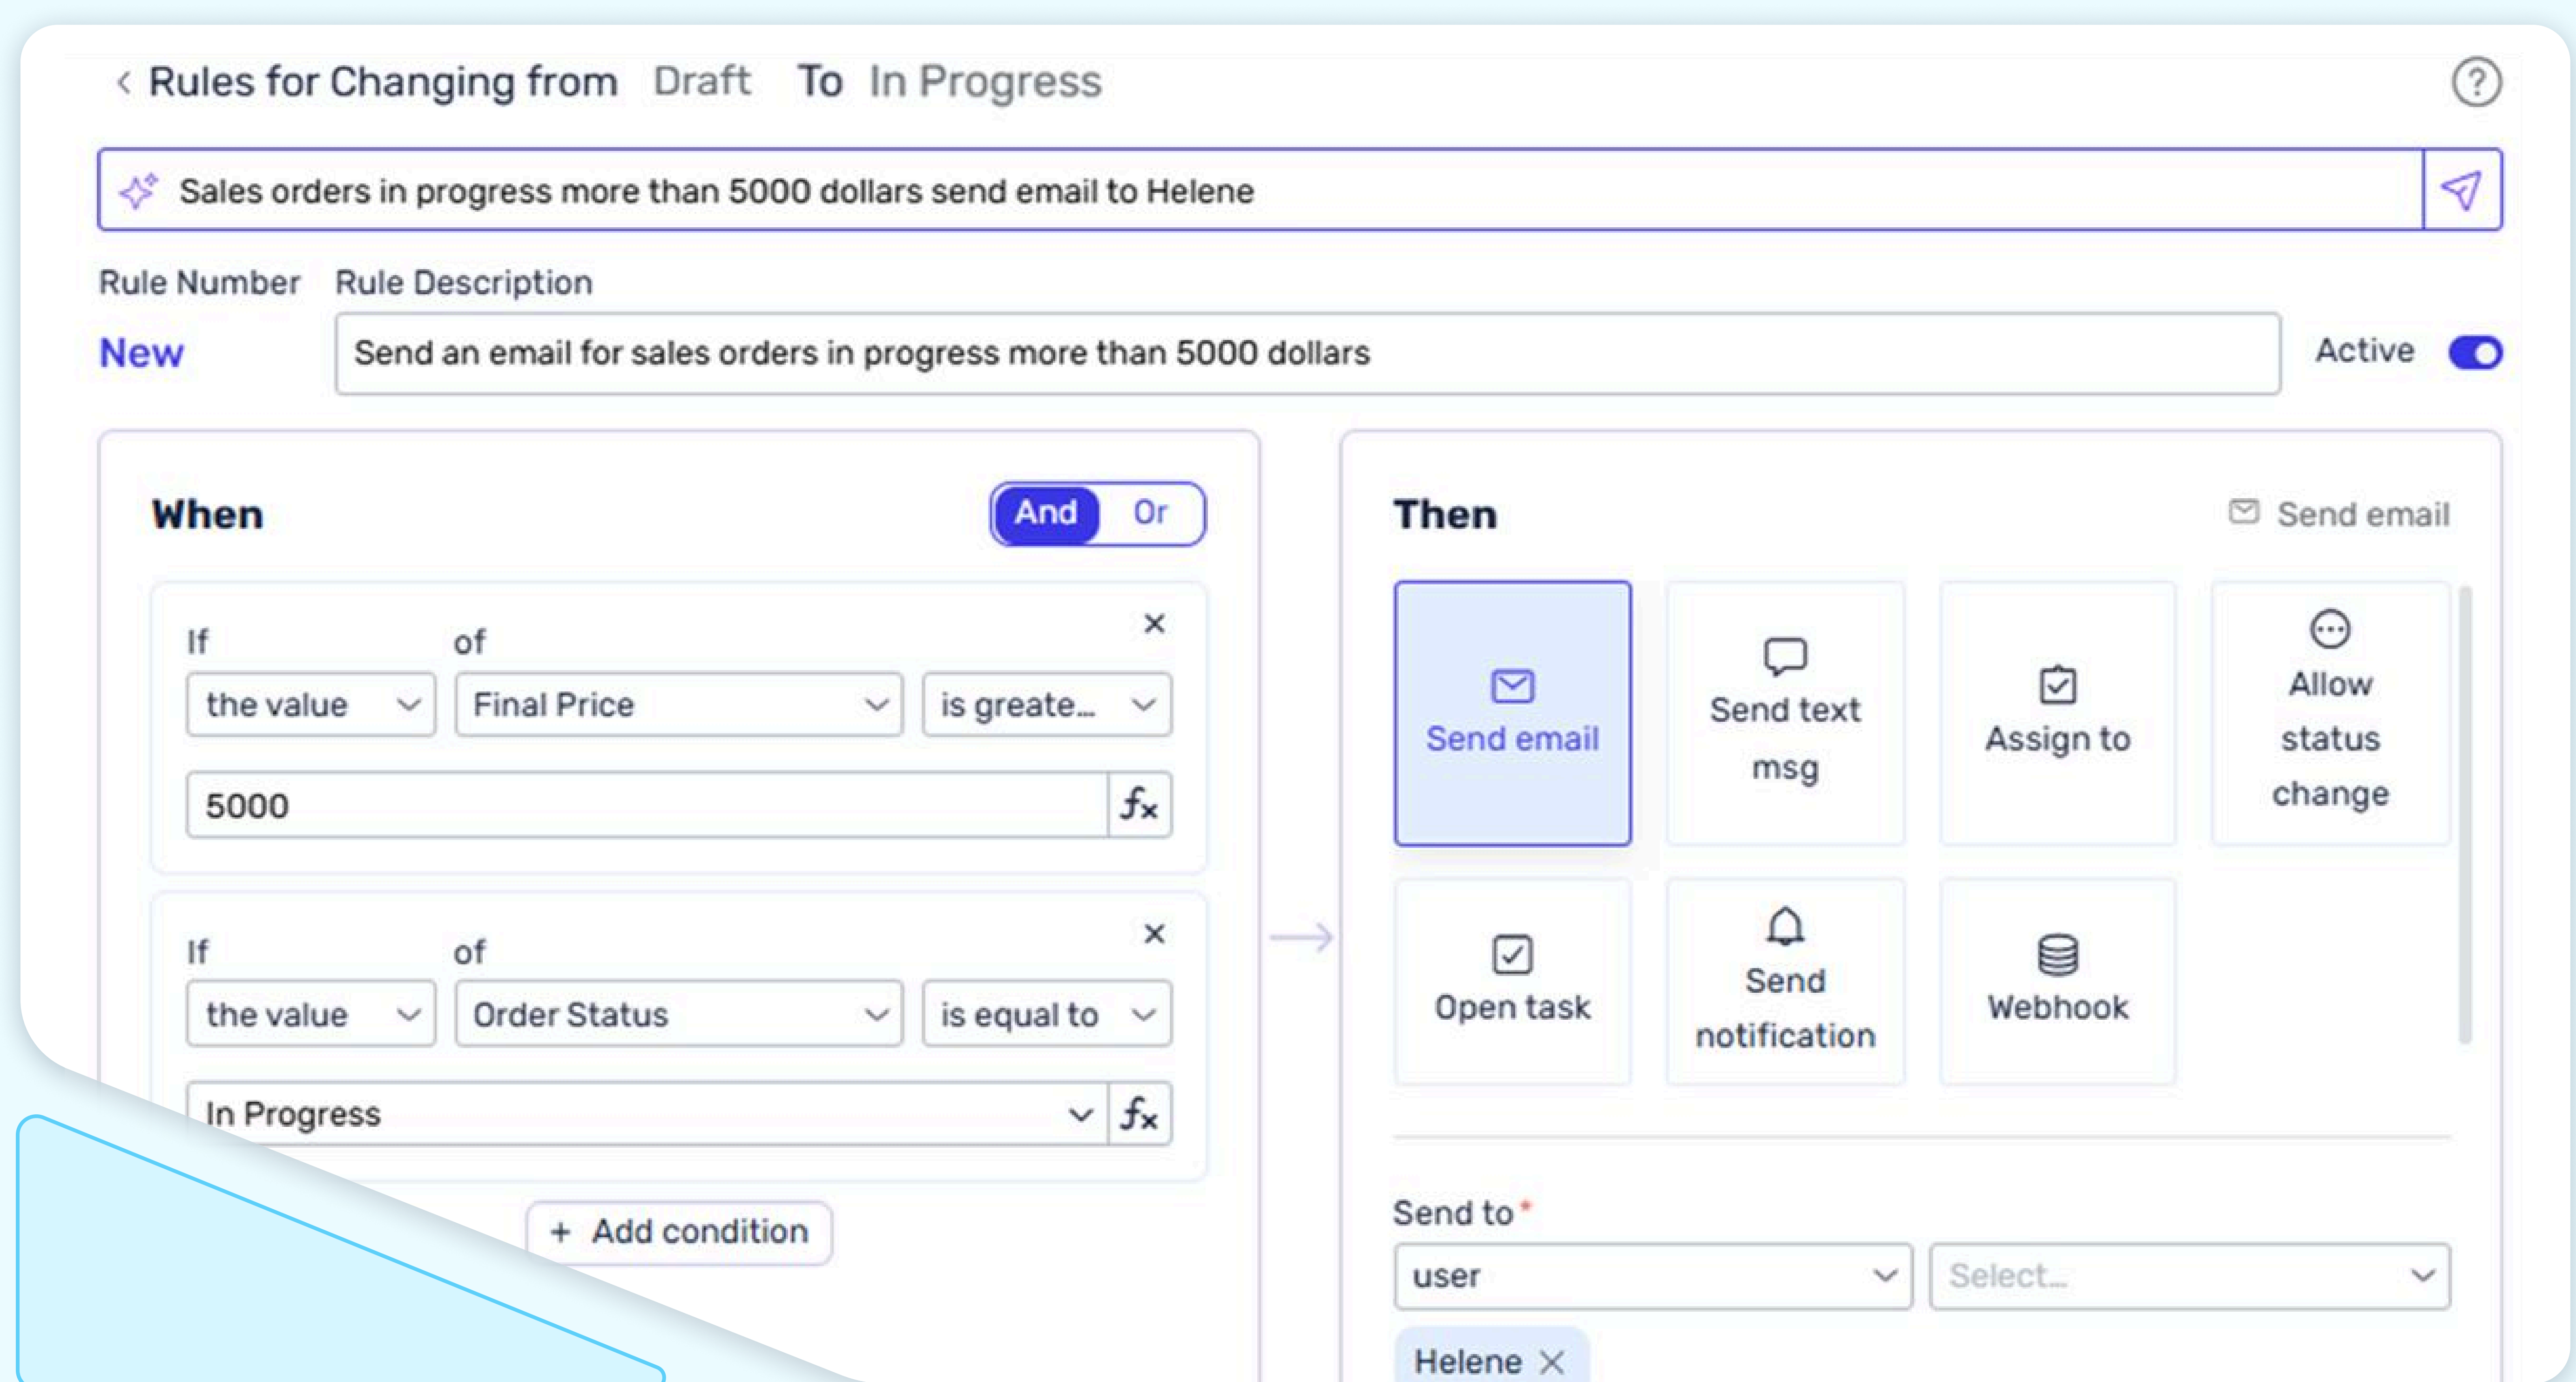 Rules for Changing from Draft To In Progress
Sales orders in progress more than 5000 dollars send email to Helene
Rule Number Rule Description
New Send an email for sales orders in progress more than 5000 dollars Active
When And Or
If of
the value Final Price is greate...
5000 fx
If of
the value Order Status is equal to
In Progress fx
+ Add condition
Then Send email
Send email
Send text
msg
Assign to
Allow
status
change
Open task
Send
notification
Webhook
Send to*
user Select...
Helene